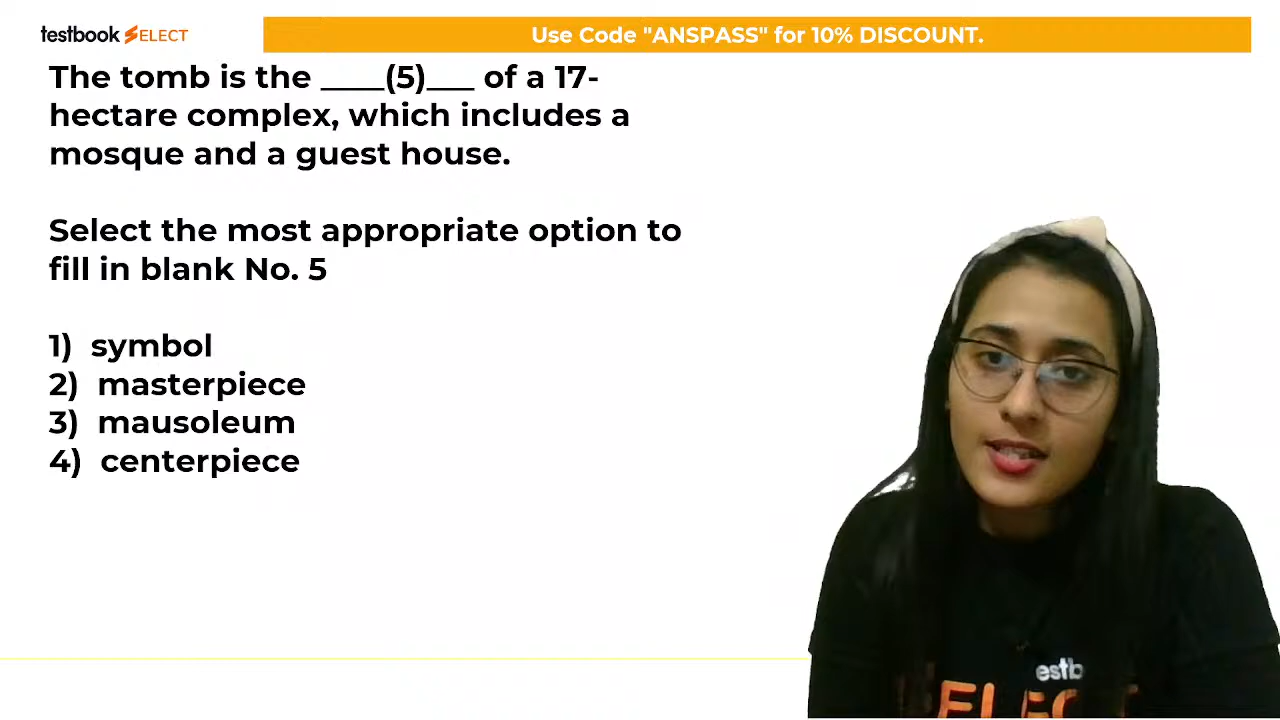 testbook SELECT
Use Code "ANSPASS" for 10% DISCOUNT.
The tomb is the ____(5)___ of a 17-
hectare complex, which includes a
mosque and a guest house.
Select the most appropriate option to
fill in blank No. 5
1) symbol
2) masterpiece
3) mausoleum
4) centerpiece
estb